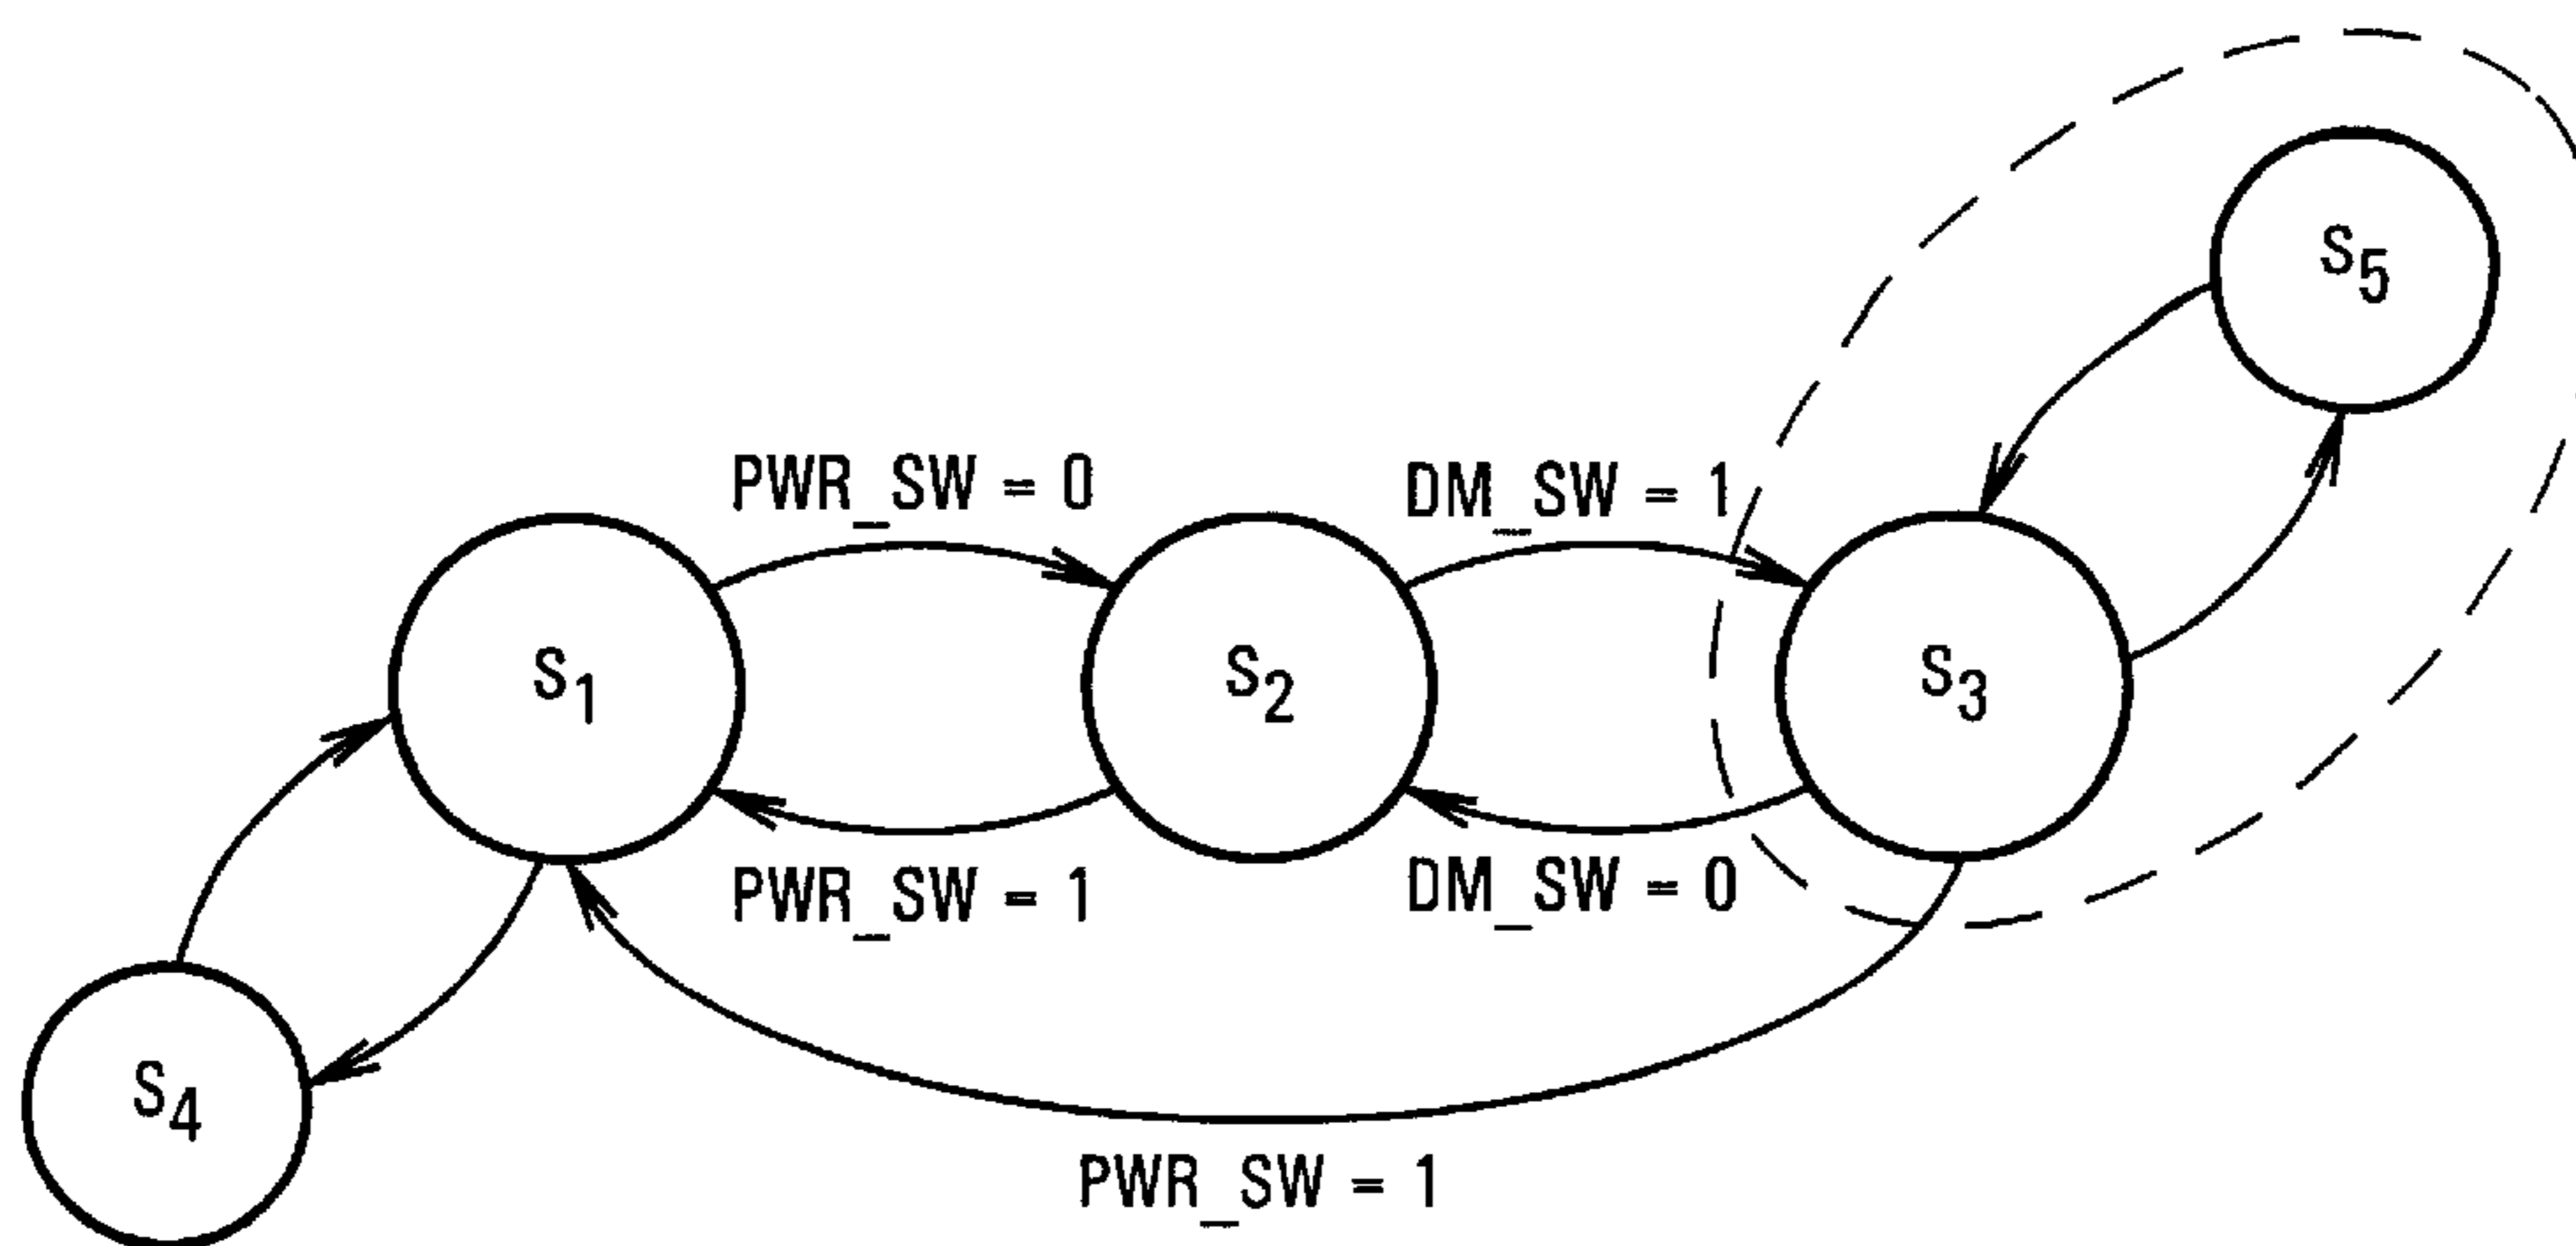 S5
PWR_SW = 0
DM_SW = 1
S1
S2
S3
PWR_SW = 1
DM_SW = 0
S4
PWR_SW = 1